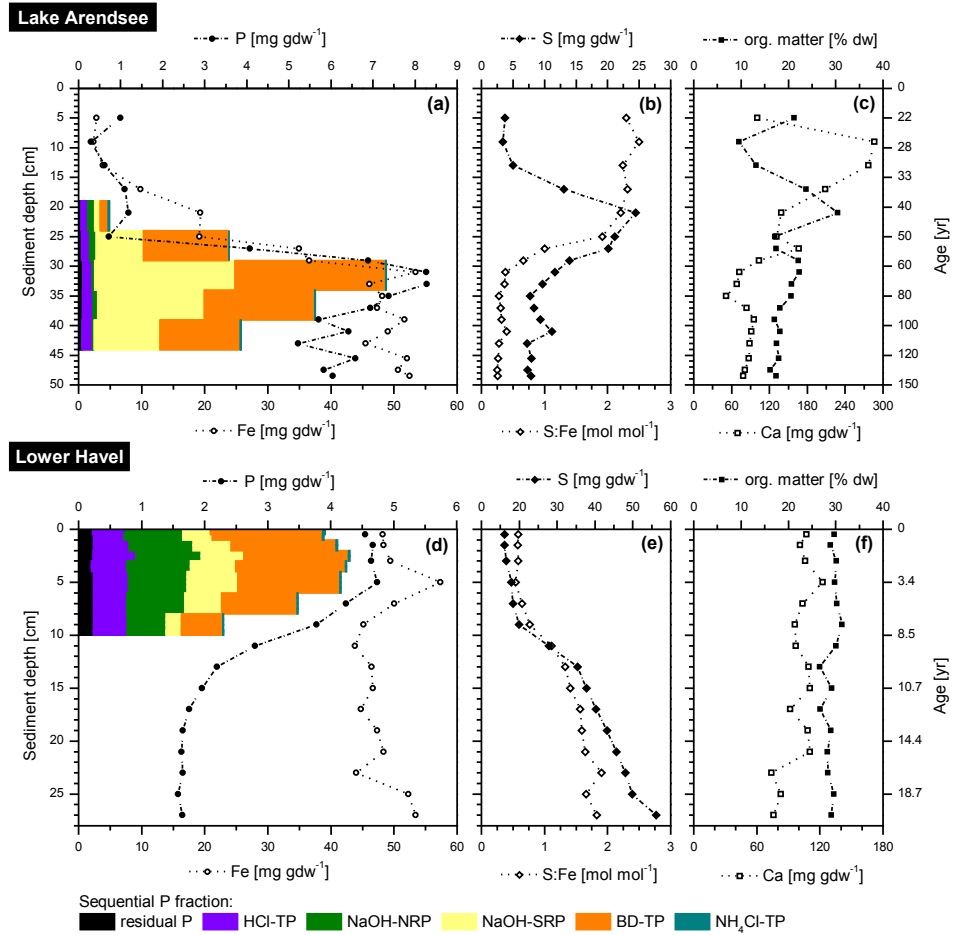 Lake Arendsee
P [mg gdw⁻¹]
S [mg gdw⁻¹]
org. matter [% dw]
0 1 2 3 4 5 6 7 8 9
0 5 10 15 20 25 30
0 10 20 30 40
(a)
(b)
(c)
Sediment depth [cm]
0
5
10
15
20
25
30
35
40
45
50
Age [yr]
0
22
28
33
40
50
60
80
100
120
150
0 10 20 30 40 50 60
0 1 2 3
0 60 120 180 240 300
Fe [mg gdw⁻¹]
S:Fe [mol mol⁻¹]
Ca [mg gdw⁻¹]
Lower Havel
P [mg gdw⁻¹]
S [mg gdw⁻¹]
org. matter [% dw]
0 1 2 3 4 5 6
0 10 20 30 40 50 60
0 10 20 30 40
(d)
(e)
(f)
Sediment depth [cm]
0
5
10
15
20
25
Age [yr]
0
3.4
8.5
10.7
14.4
18.7
0 10 20 30 40 50 60
0 1 2 3
0 60 120 180
Fe [mg gdw⁻¹]
S:Fe [mol mol⁻¹]
Ca [mg gdw⁻¹]
Sequential P fraction:
residual P HCl-TP NaOH-NRP NaOH-SRP BD-TP NH₄Cl-TP